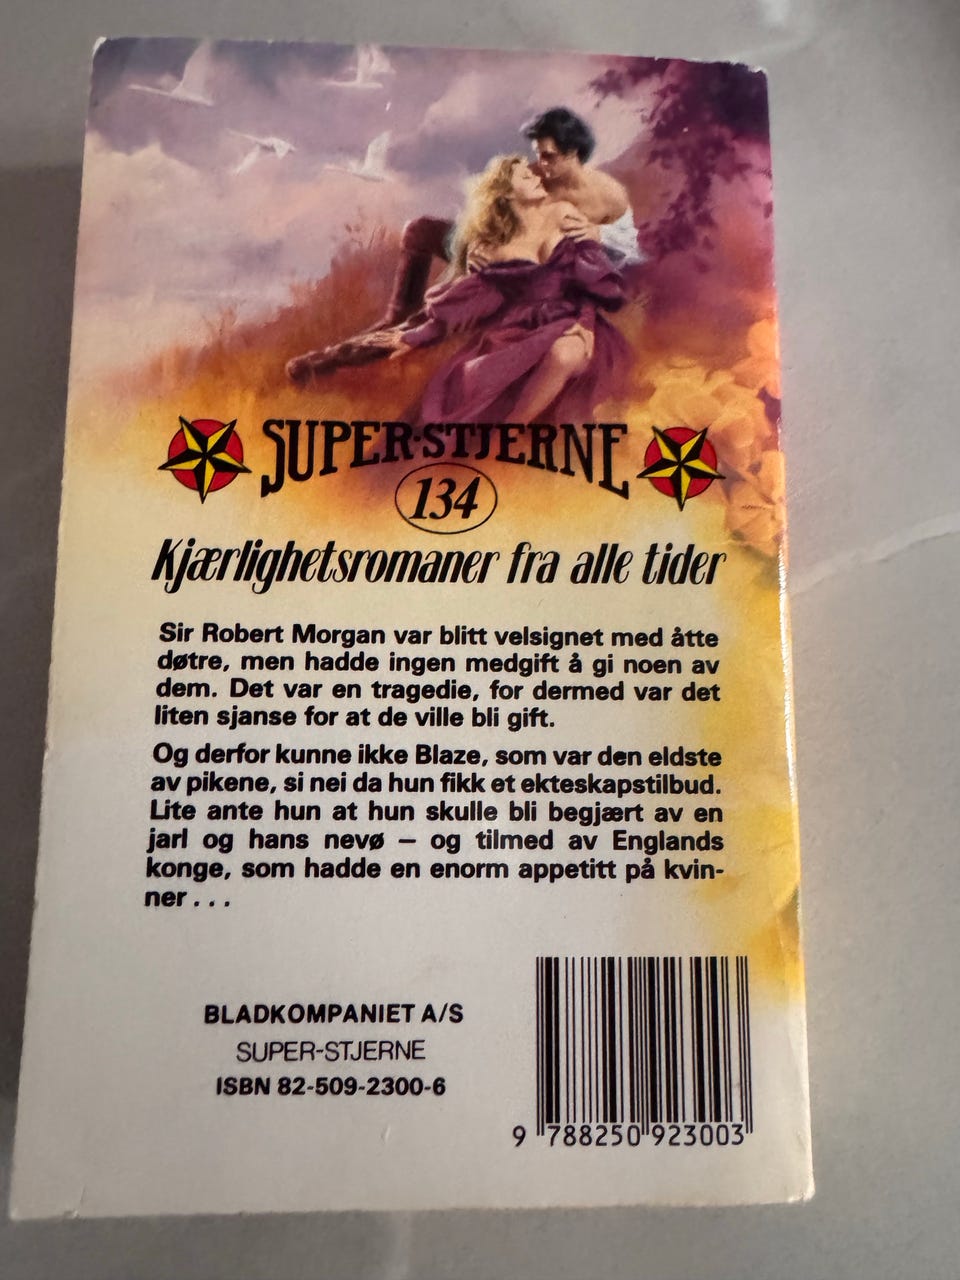 SUPER-STJERNE
134
Kjærlighetsromaner fra alle tider
Sir Robert Morgan var blitt velsignet med åtte
døtre, men hadde ingen medgift å gi noen av
dem. Det var en tragedie, for dermed var det
liten sjanse for at de ville bli gift.
Og derfor kunne ikke Blaze, som var den eldste
av pikene, si nei da hun fikk et ekteskapstilbud.
Lite ante hun at hun skulle bli begjært av en
jarl og hans nevø – og tilmed av Englands
konge, som hadde en enorm appetitt på kvin-
ner . . .
BLADKOMPANIET A/S
SUPER-STJERNE
ISBN 82-509-2300-6
9 788250 923003